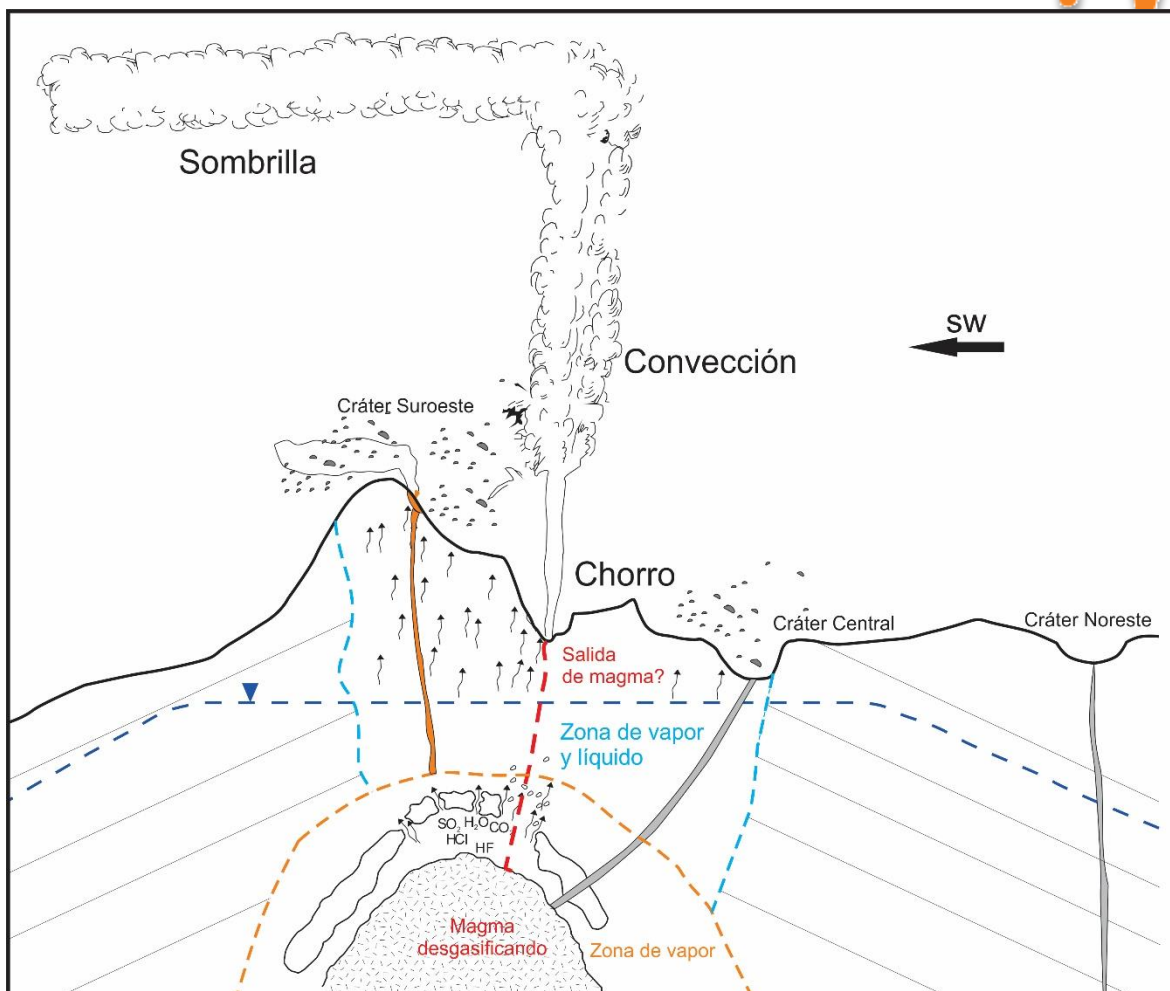 Sombrilla
SW
Convección
Cráter Suroeste
Chorro
Cráter Central
Cráter Noreste
Salida
de magma?
Zona de vapor
y líquido
SO₂ H₂O CO₂
HCl
HF
Magma
desgasificando
Zona de vapor